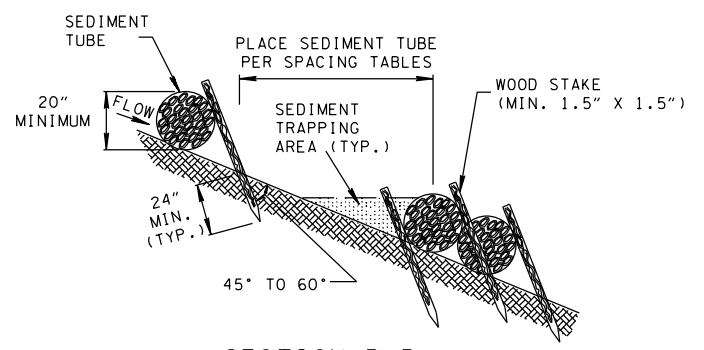 SEDIMENT
TUBE
PLACE SEDIMENT TUBE
PER SPACING TABLES
20"
MINIMUM
FLOW
SEDIMENT
TRAPPING
AREA (TYP.)
WOOD STAKE
(MIN. 1.5" X 1.5")
24"
MIN.
(TYP.)
45° TO 60°